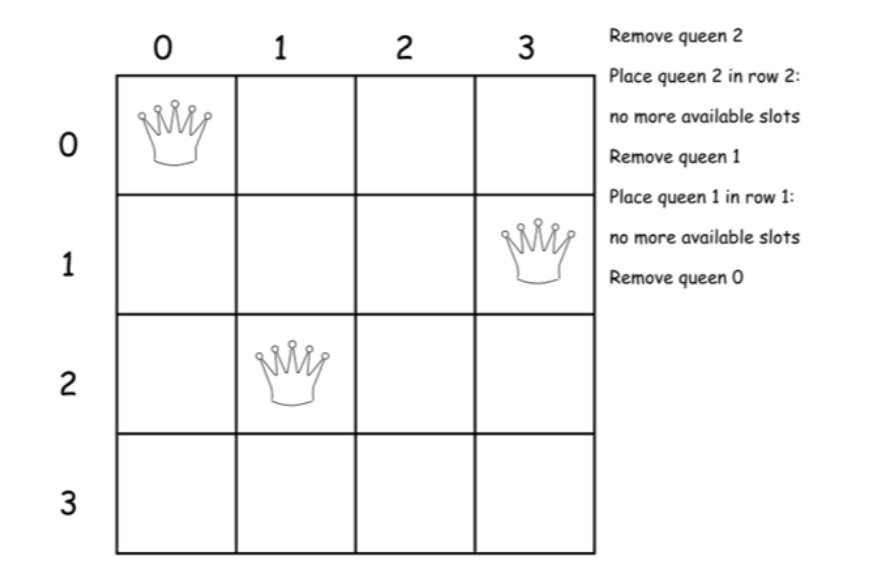 0 1 2 3
Remove queen 2
Place queen 2 in row 2:
no more available slots
Remove queen 1
Place queen 1 in row 1:
no more available slots
Remove queen 0
0
1
2
3